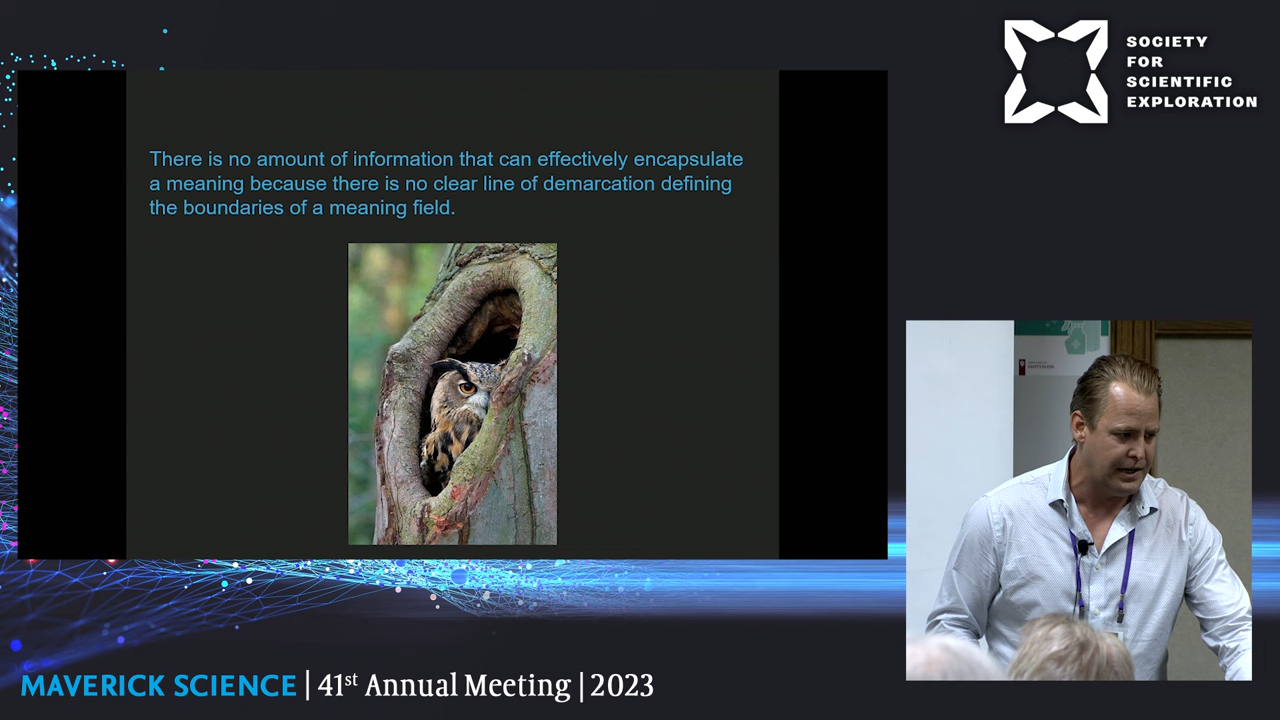 SOCIETY
FOR
SCIENTIFIC
EXPLORATION
There is no amount of information that can effectively encapsulate
a meaning because there is no clear line of demarcation defining
the boundaries of a meaning field.
MAVERICK SCIENCE | 41st Annual Meeting | 2023